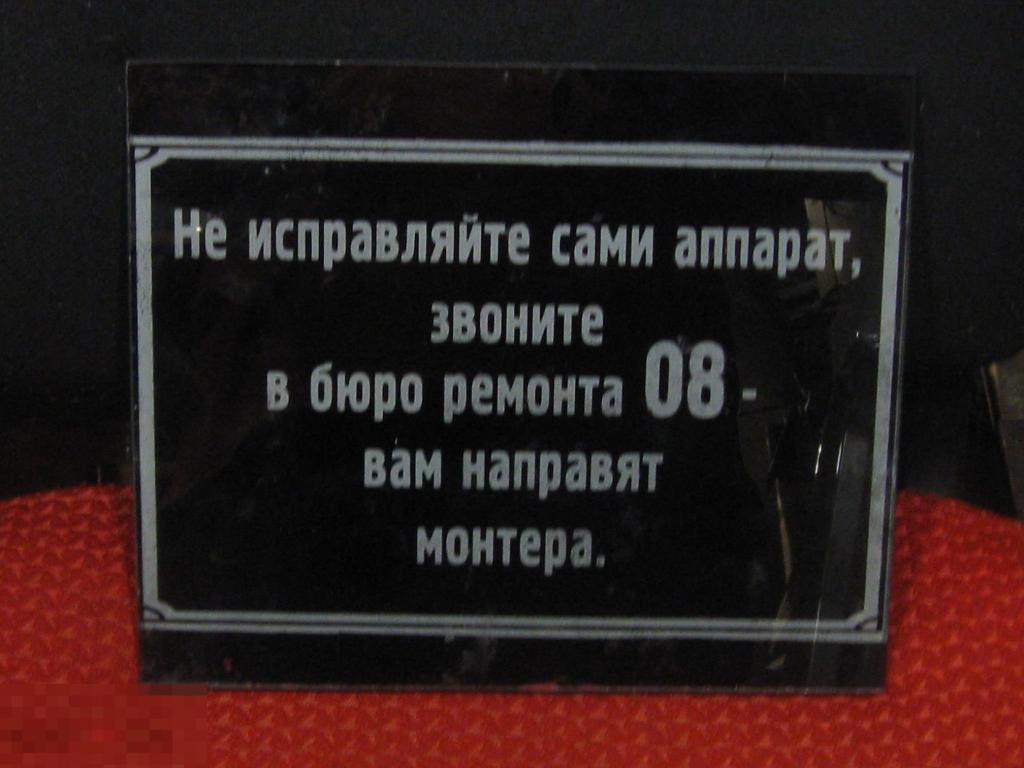 Не исправляйте сами аппарат,
звоните
в бюро ремонта 08 -
вам направят
монтера.